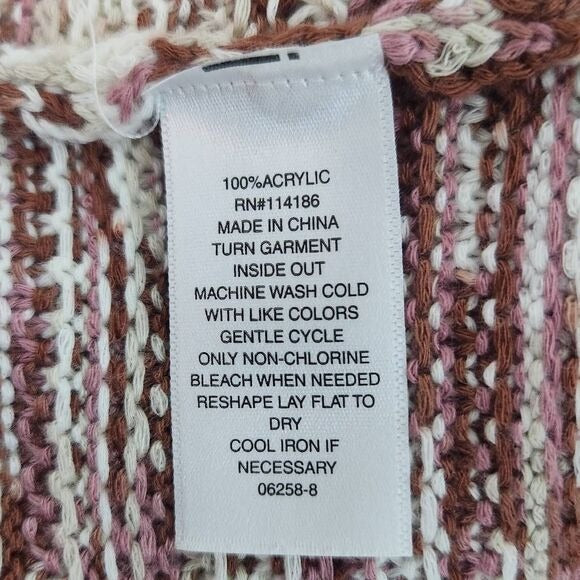 100%ACRYLIC
RN#114186
MADE IN CHINA
TURN GARMENT
INSIDE OUT
MACHINE WASH COLD
WITH LIKE COLORS
GENTLE CYCLE
ONLY NON-CHLORINE
BLEACH WHEN NEEDED
RESHAPE LAY FLAT TO
DRY
COOL IRON IF
NECESSARY
06258-8